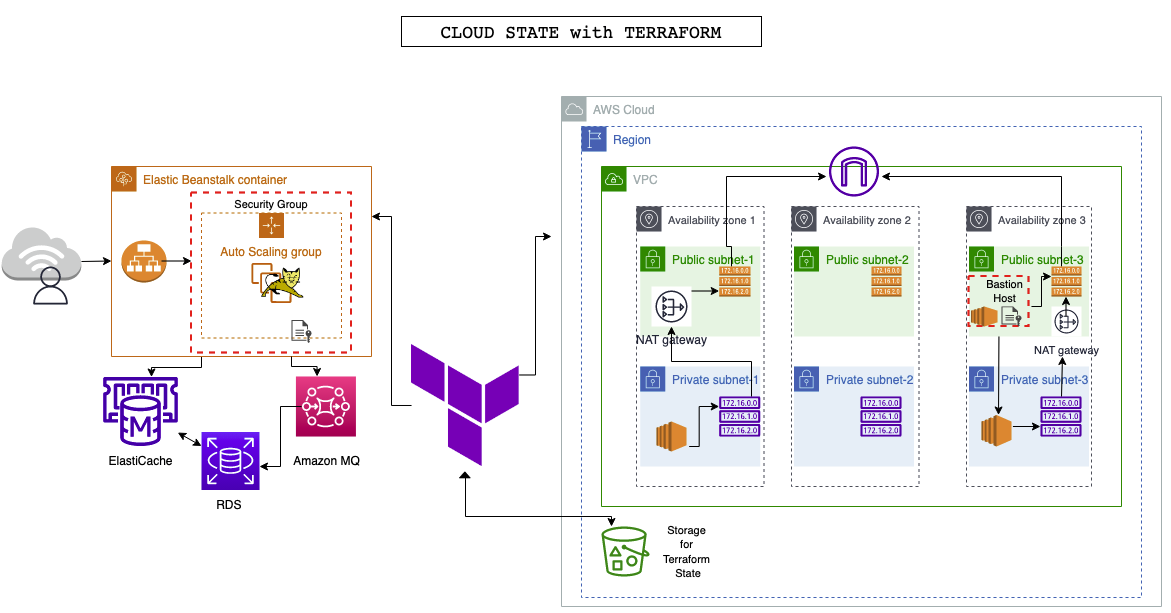 CLOUD STATE with TERRAFORM
AWS Cloud
Region
VPC
Elastic Beanstalk container
Security Group
Auto Scaling group
Availability zone 1
Availability zone 2
Availability zone 3
Public subnet-1
172.16.0.0
172.16.1.0
172.16.2.0
Public subnet-2
172.16.0.0
172.16.1.0
172.16.2.0
Public subnet-3
172.16.0.0
172.16.1.0
172.16.2.0
Bastion
Host
NAT gateway
NAT gateway
Private subnet-1
172.16.0.0
172.16.1.0
172.16.2.0
Private subnet-2
172.16.0.0
172.16.1.0
172.16.2.0
Private subnet-3
172.16.0.0
172.16.1.0
172.16.2.0
M
ElastiCache
Amazon MQ
RDS
Storage
for
Terraform
State